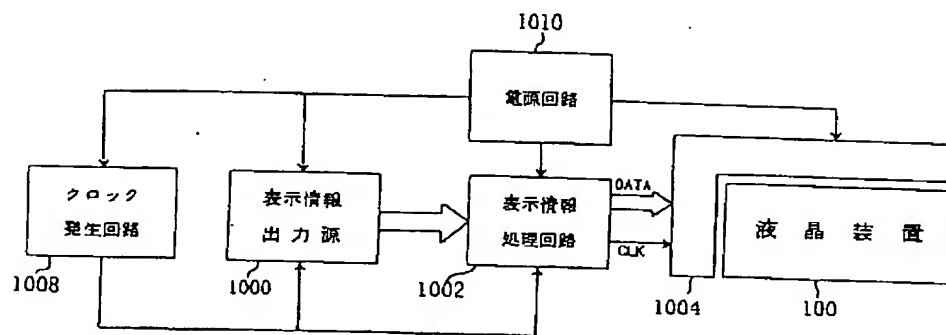 1010
電源回路
クロック
発生回路
1008
表示情報
出力源
1000
表示情報
処理回路
1002
DATA
CLK
1004
液晶装置
100